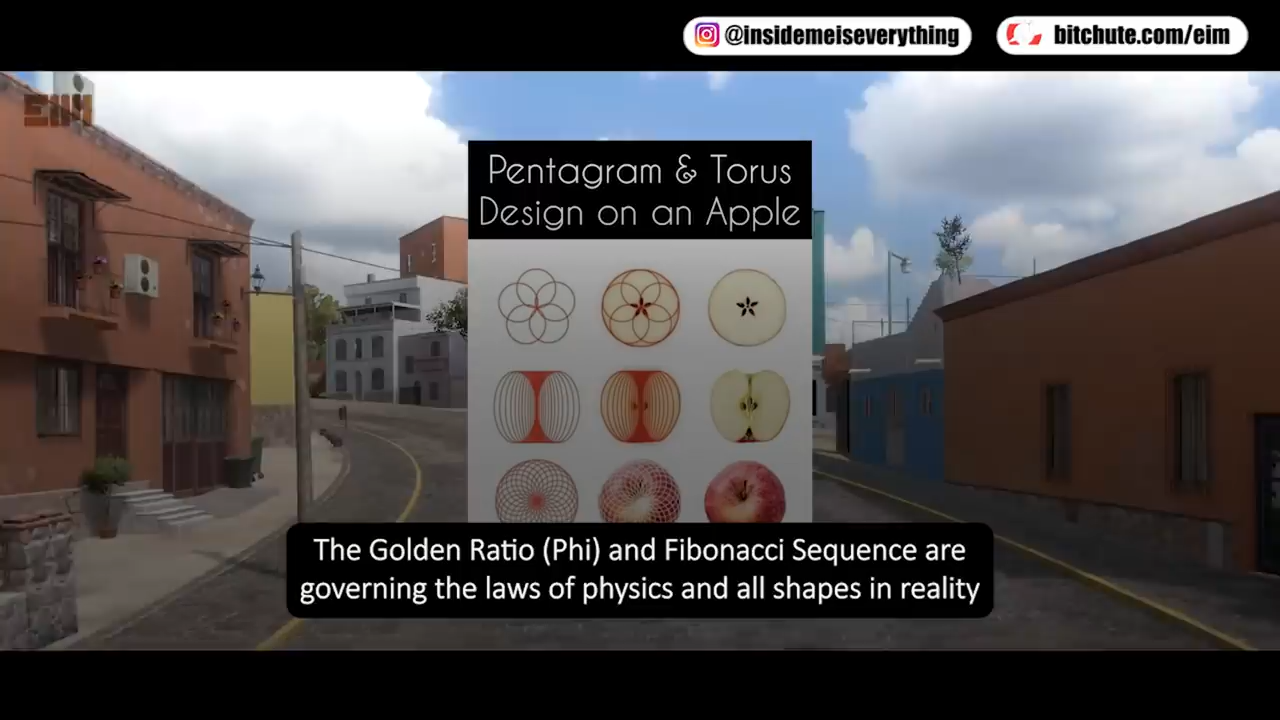 @insidemeiseverything
bitchute.com/eim
EIM
Pentagram & Torus
Design on an Apple
The Golden Ratio (Phi) and Fibonacci Sequence are
governing the laws of physics and all shapes in reality